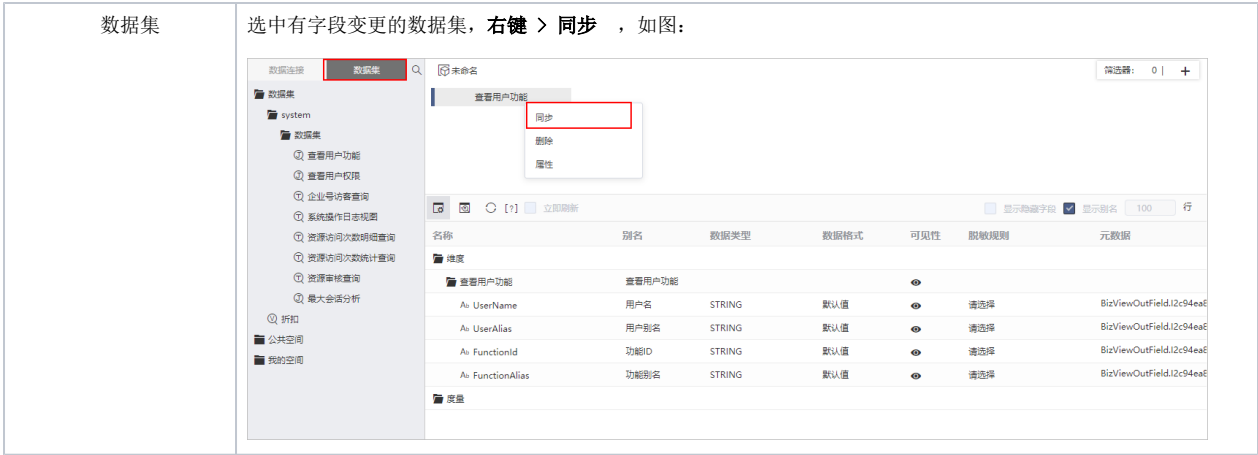 数据集
选中有字段变更的数据集，右键 > 同步 ，如图：
数据连接 数据集 未命名 筛选器： 0 | +
数据集
查看用户功能
system
同步
数据集
删除
查看用户功能
属性
查看用户权限
企业号访客查询
系统操作日志视图
[?] 立即刷新 显示隐藏字段 显示别名 100 行
资源访问次数明细查询
名称 别名 数据类型 数据格式 可见性 脱敏规则 元数据
资源访问次数统计查询
维度
资源审核查询
查看用户功能 查看用户功能
最大会话分析
UserName 用户名 STRING 默认值 请选择 BizViewOutField.I2c94ea8
折扣
UserAlias 用户别名 STRING 默认值 请选择 BizViewOutField.I2c94ea8
公共空间
FunctionId 功能ID STRING 默认值 请选择 BizViewOutField.I2c94ea8
我的空间
FunctionAlias 功能别名 STRING 默认值 请选择 BizViewOutField.I2c94ea8
度量